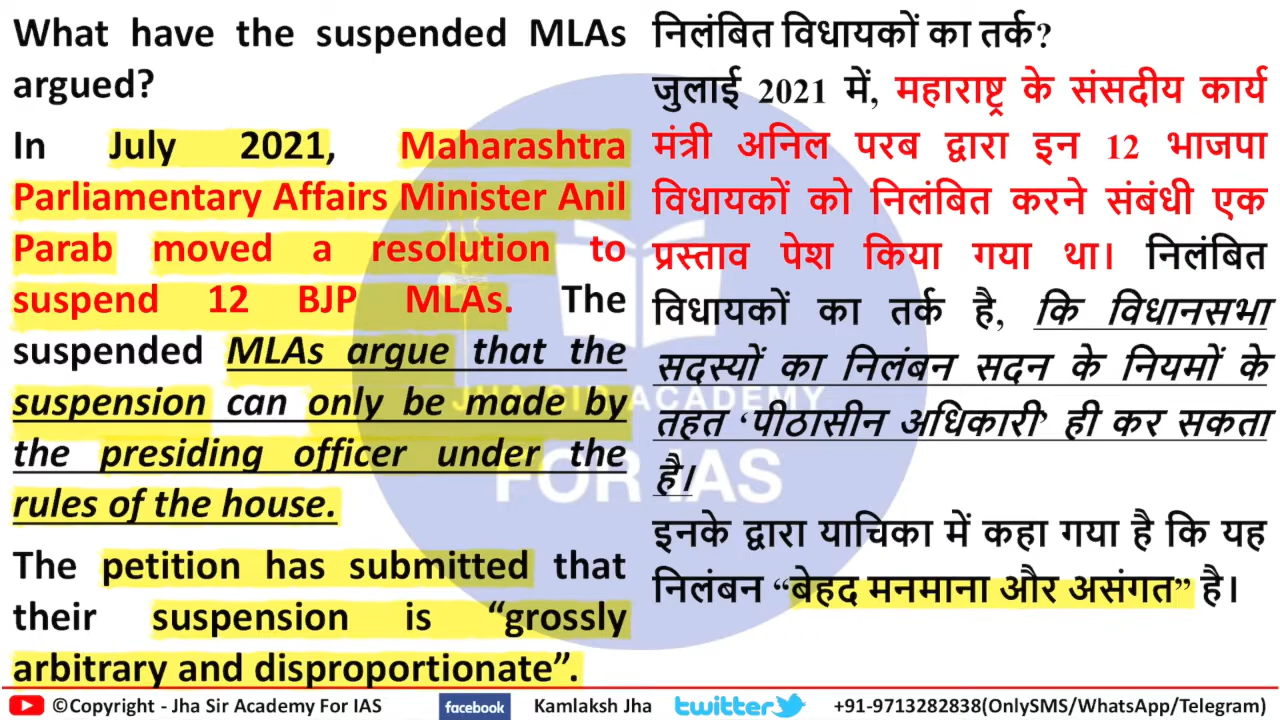 What have the suspended MLAs
argued?
In July 2021, Maharashtra
Parliamentary Affairs Minister Anil
Parab moved a resolution to
suspend 12 BJP MLAs. The
suspended MLAs argue that the
suspension can only be made by
the presiding officer under the
rules of the house.
The petition has submitted that
their suspension is “grossly
arbitrary and disproportionate”.
निलंबित विधायकों का तर्क?
जुलाई 2021 में, महाराष्ट्र के संसदीय कार्य
मंत्री अनिल परब द्वारा इन 12 भाजपा
विधायकों को निलंबित करने संबंधी एक
प्रस्ताव पेश किया गया था। निलंबित
विधायकों का तर्क है, कि विधानसभा
सदस्यों का निलंबन सदन के नियमों के
तहत ‘पीठासीन अधिकारी’ ही कर सकता
है।
इनके द्वारा याचिका में कहा गया है कि यह
निलंबन “बेहद मनमाना और असंगत” है।
JHA SIR ACADEMY
FOR IAS
©Copyright - Jha Sir Academy For IAS facebook Kamlaksh Jha twitter +91-9713282838(OnlySMS/WhatsApp/Telegram)